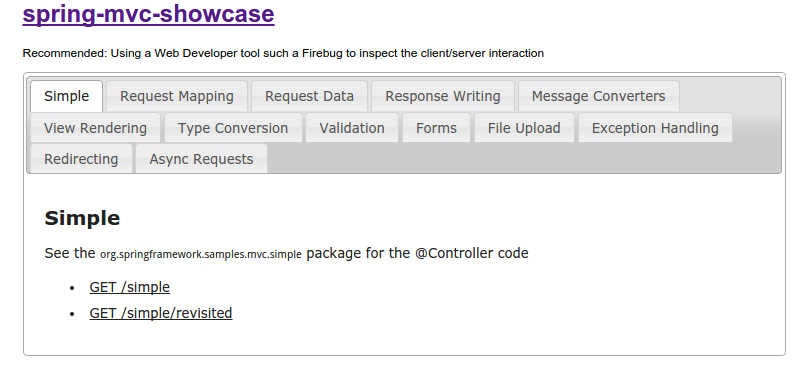 spring-mvc-showcase
Recommended: Using a Web Developer tool such a Firebug to inspect the client/server interaction
Simple Request Mapping Request Data Response Writing Message Converters
View Rendering Type Conversion Validation Forms File Upload Exception Handling
Redirecting Async Requests
Simple
See the org.springframework.samples.mvc.simple package for the @Controller code
• GET /simple
• GET /simple/revisited